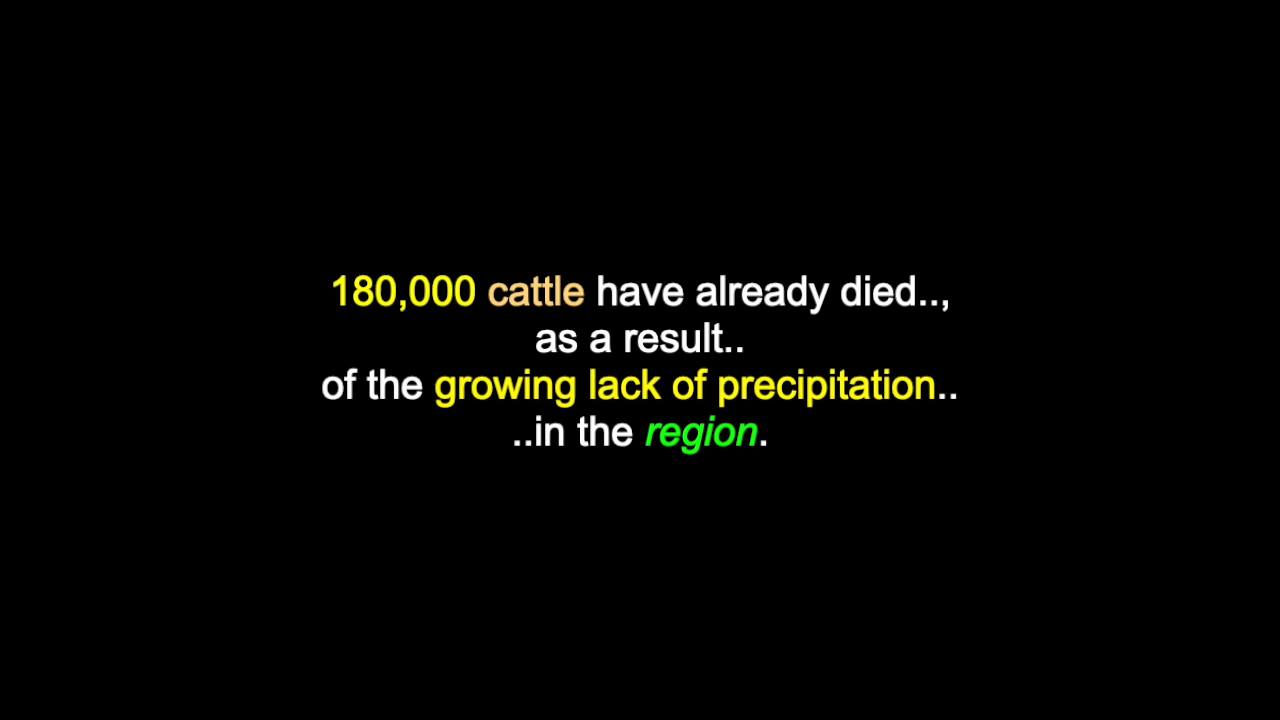 180,000 cattle have already died..,
as a result..
of the growing lack of precipitation..
..in the region.